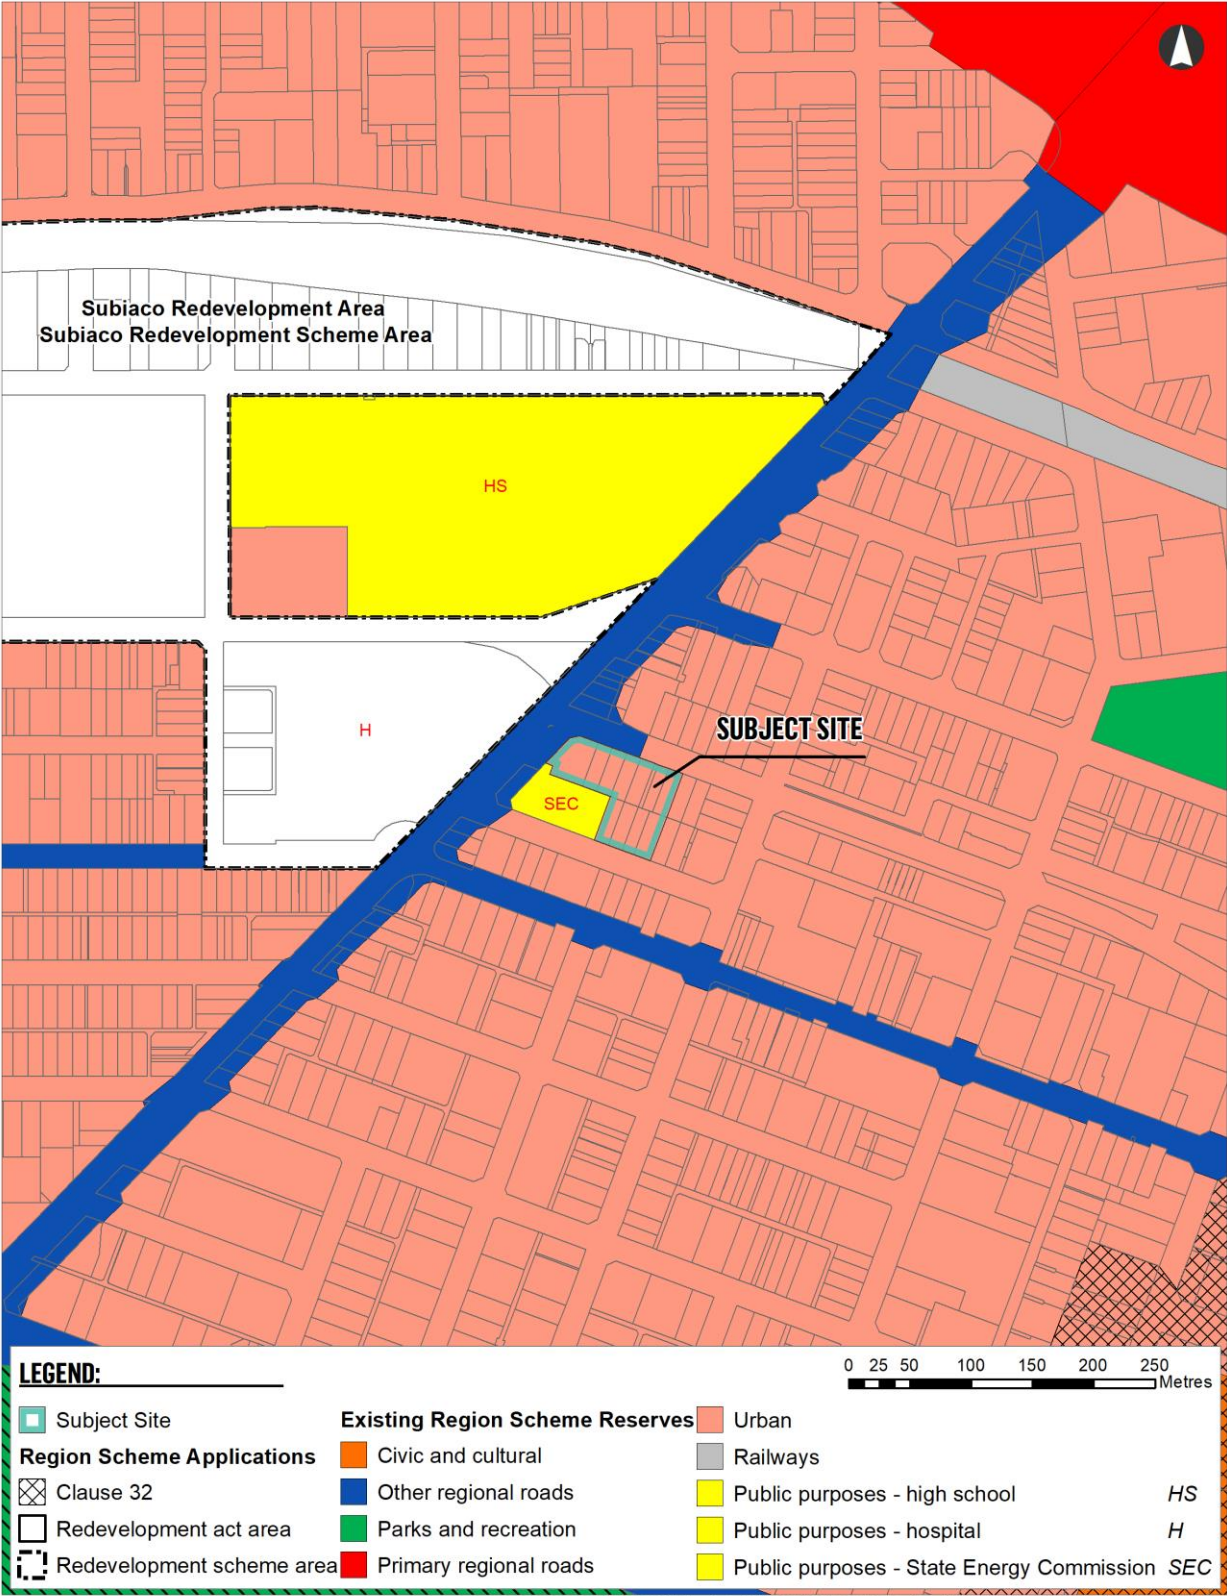 Subiaco Redevelopment Area
Subiaco Redevelopment Scheme Area
HS
H
SUBJECT SITE
SEC
LEGEND:
0 25 50 100 150 200 250
Metres
Subject Site
Region Scheme Applications
Clause 32
Redevelopment act area
Redevelopment scheme area
Existing Region Scheme Reserves
Civic and cultural
Other regional roads
Parks and recreation
Primary regional roads
Urban
Railways
Public purposes - high school HS
Public purposes - hospital H
Public purposes - State Energy Commission SEC